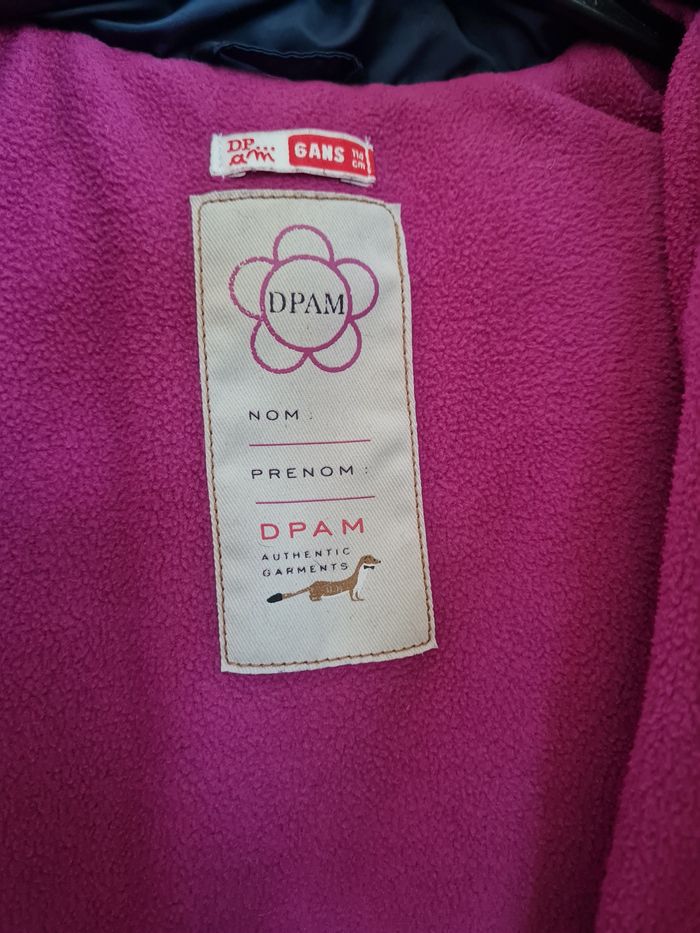 DP...
am
6ANS
114
cm
DPAM
NOM :
PRENOM :
DPAM
AUTHENTIC
GARMENTS